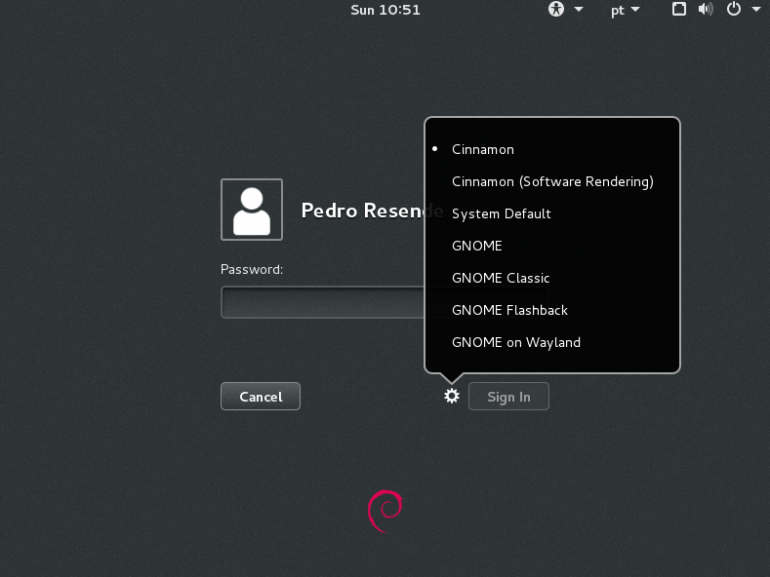 Sun 10:51
pt
Cinnamon
Cinnamon (Software Rendering)
System Default
GNOME
GNOME Classic
GNOME Flashback
GNOME on Wayland
Pedro Resende
Password:
Cancel
Sign In